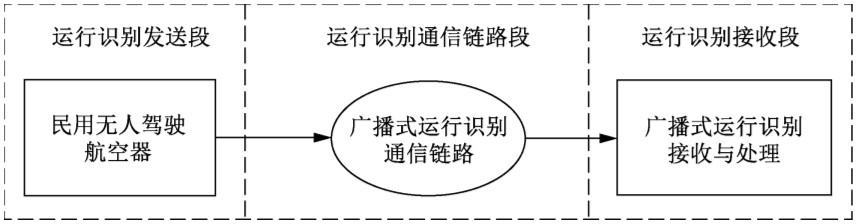 运行识别发送段
运行识别通信链路段
运行识别接收段
民用无人驾驶
航空器
广播式运行识别
通信链路
广播式运行识别
接收与处理